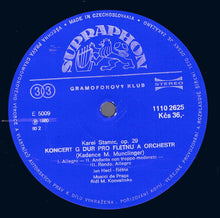 MADE IN CZECHOSLOVAKIA
SUPRAPHON
33
GRAMOFONOVÝ KLUB
STEREO
1110 2625
Kčs 36,-
E 5009
℗ 1980
Karel Stamic, op. 29
KONCERT G DUR PRO FLÉTNU A ORCHESTR
(Kadence M. Munclinger)
I. Allegro — II. Andante non troppo moderato —
III. Rondo. Allegro
Jan Hecl - flétna
Musici de Praga
Řídí M. Konvalinka